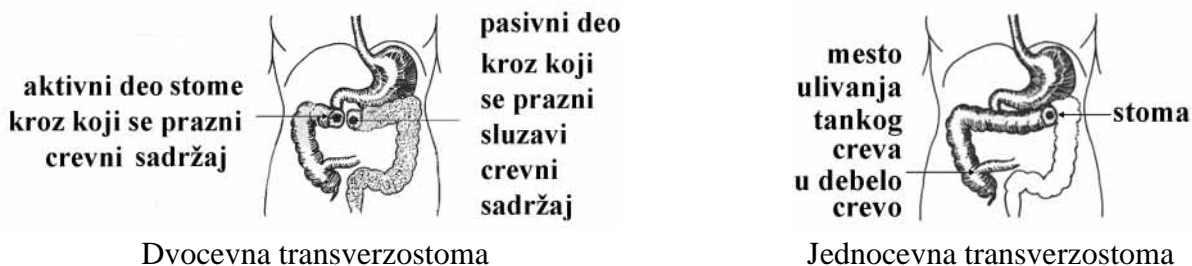 aktivni deo stome
kroz koji se prazni
crevni sadržaj
pasivni deo
kroz koji
se prazni
sluzavi
crevni
sadržaj
Dvocevna transverzostoma
mesto
ulivanja
tankog
creva
u debelo
crevo
stoma
Jednocevna transverzostoma